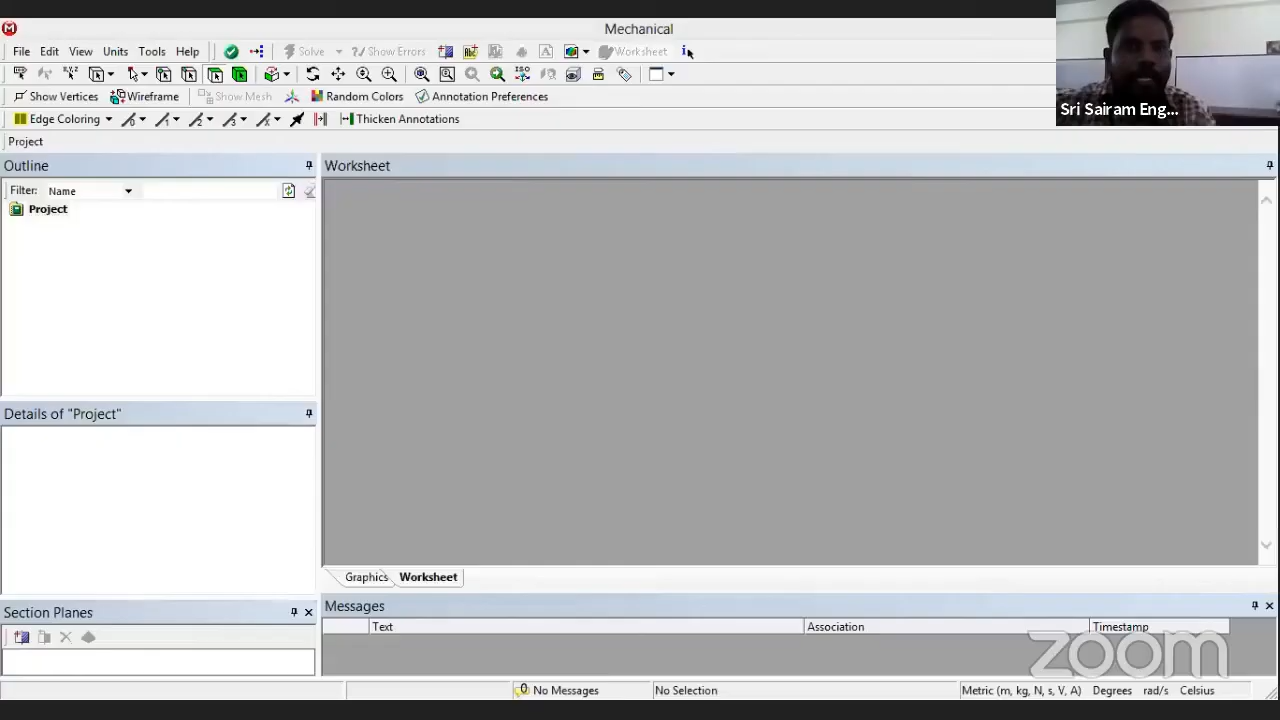 Mechanical
File Edit View Units Tools Help Solve Show Errors Worksheet
Show Vertices Wireframe Show Mesh Random Colors Annotation Preferences
Edge Coloring Thicken Annotations
Sri Sairam Eng...
Project
Outline
Filter: Name
Project
Worksheet
Details of "Project"
Graphics Worksheet
Section Planes
Messages
Text Association Timestamp
zoom
No Messages No Selection Metric (m, kg, N, s, V, A) Degrees rad/s Celsius